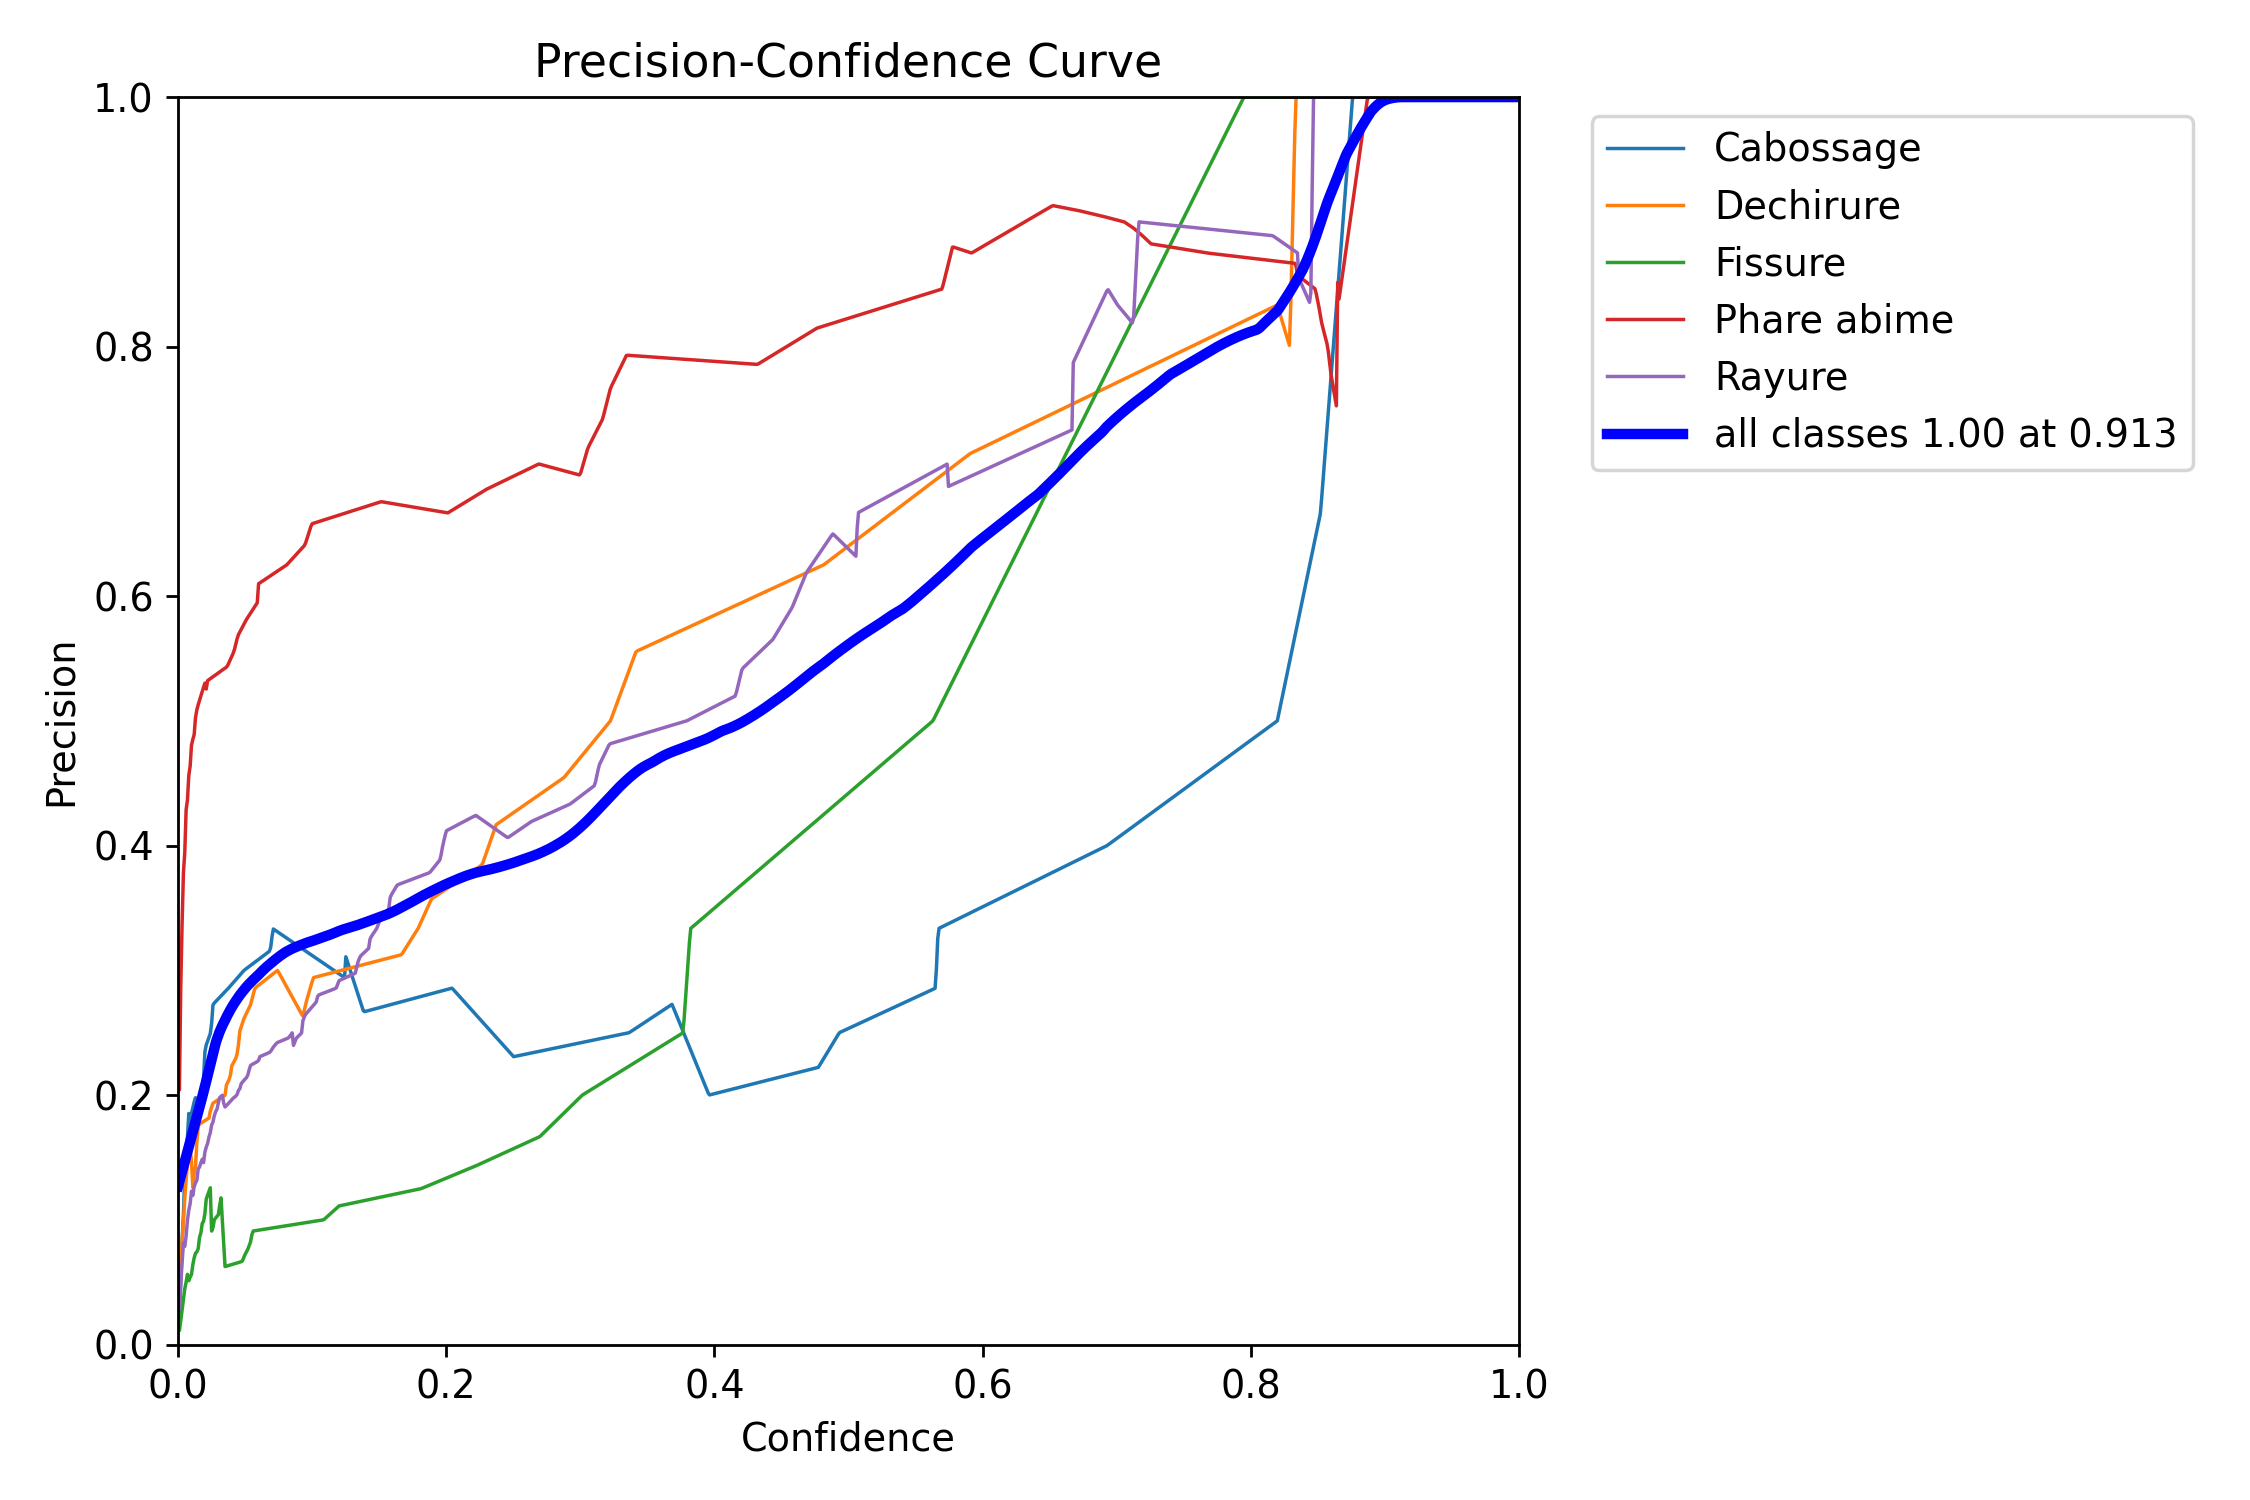 Precision-Confidence Curve
1.0
0.8
0.6
0.4
0.2
0.0
Precision
0.0 0.2 0.4 0.6 0.8 1.0
Confidence
Cabossage
Dechirure
Fissure
Phare abime
Rayure
all classes 1.00 at 0.913